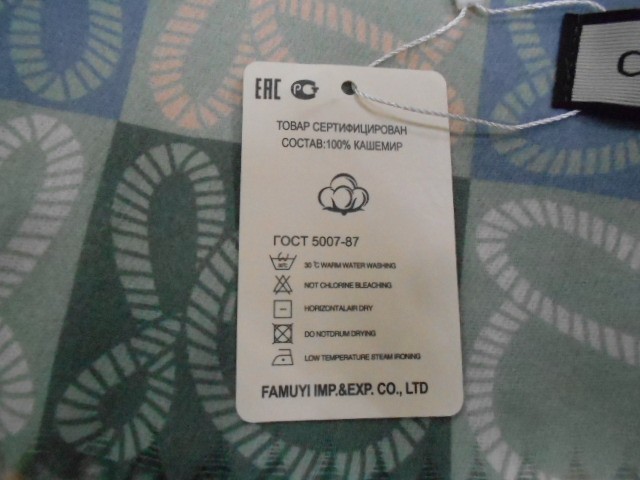 ЕАС РСТ
ТОВАР СЕРТИФИЦИРОВАН
СОСТАВ:100% КАШЕМИР
ГОСТ 5007-87
30 ℃ WARM WATER WASHING
NOT CHLORINE BLEACHING
HORIZONTALAIR DRY
DO NOTDRUM DRYING
LOW TEMPERATURE STEAM IRONING
FAMUYI IMP.&EXP. CO., LTD
C